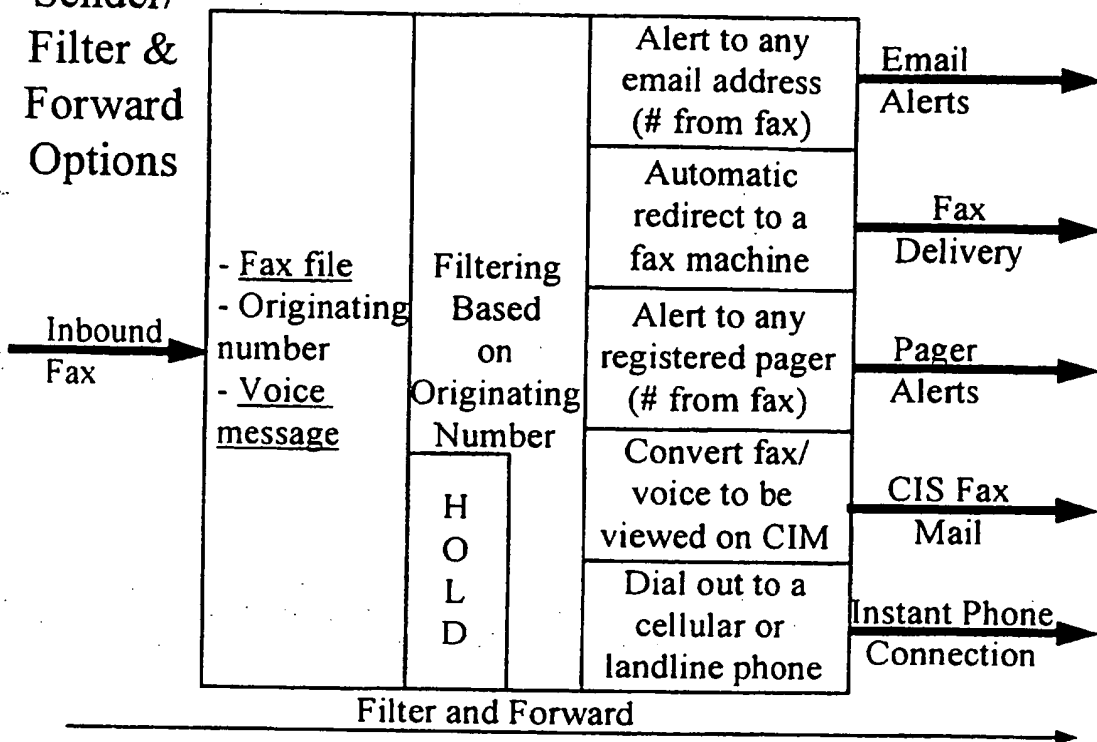 Filter &
Forward
Options
- Fax file
- Originating
number
- Voice
message
Inbound
Fax
Filtering
Based
on
Originating
Number
H
O
L
D
Alert to any
email address
(# from fax)
Automatic
redirect to a
fax machine
Alert to any
registered pager
(# from fax)
Convert fax/
voice to be
viewed on CIM
Dial out to a
cellular or
landline phone
Email
Alerts
Fax
Delivery
Pager
Alerts
CIS Fax
Mail
Instant Phone
Connection
Filter and Forward